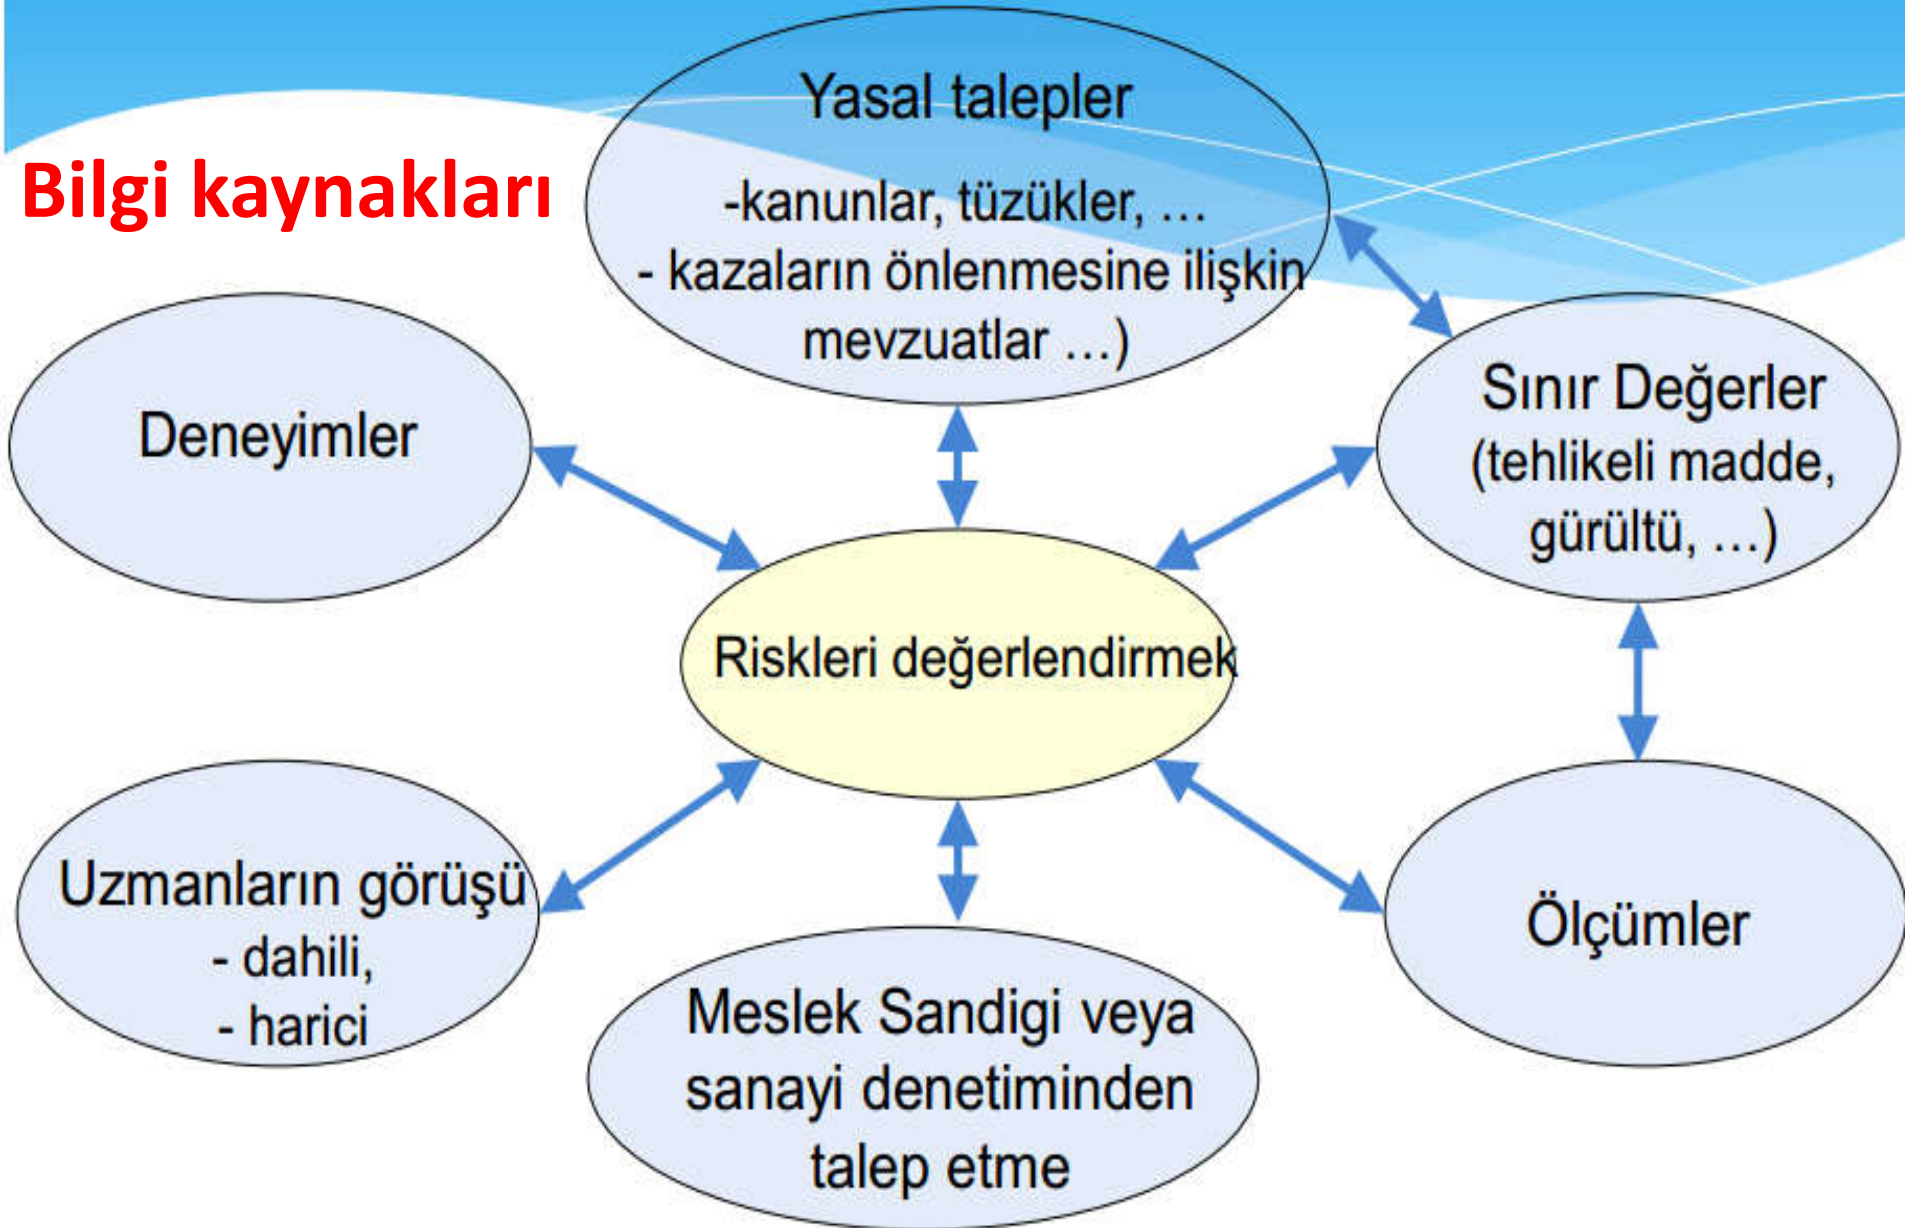 Bilgi kaynakları
Yasal talepler
-kanunlar, tüzükler, ...
- kazaların önlenmesine ilişkin
mevzuatlar ...)
Deneyimler
Sınır Değerler
(tehlikeli madde,
gürültü, ...)
Riskleri değerlendirmek
Uzmanların görüşü
- dahili,
- harici
Meslek Sandigi veya
sanayi denetiminden
talep etme
Ölçümler